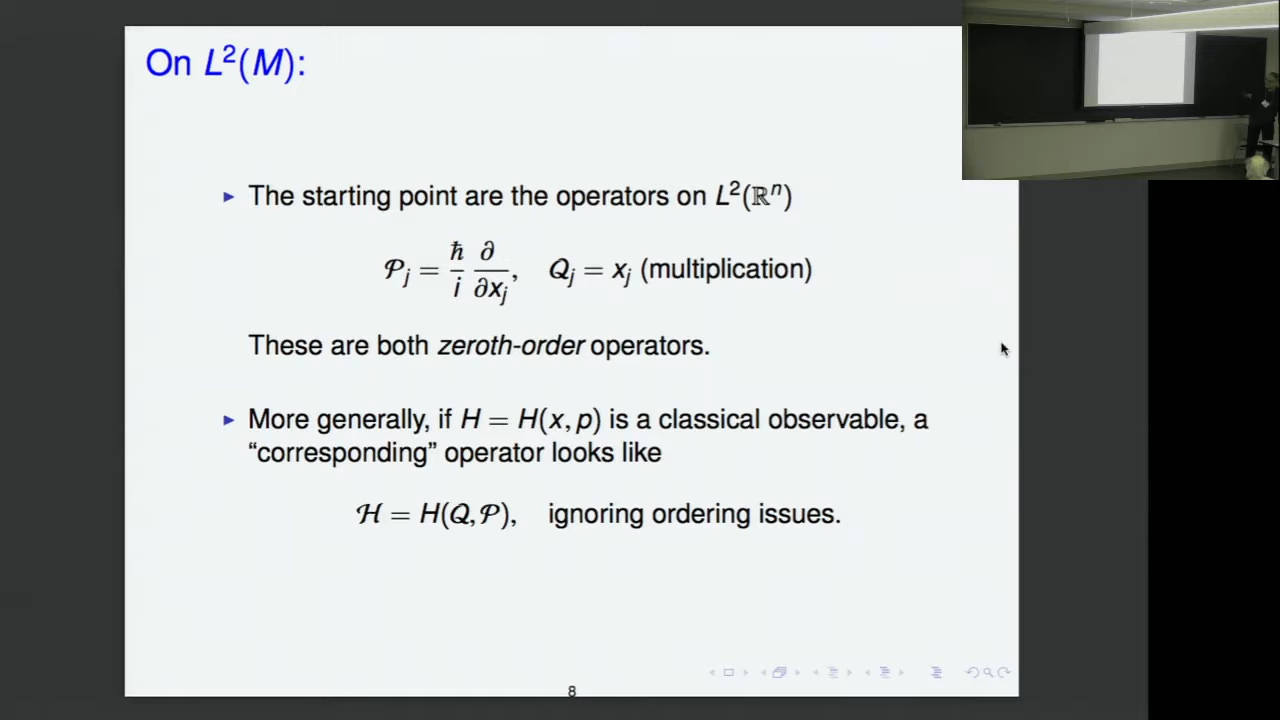 On L²(M):
▸ The starting point are the operators on L²(ℝⁿ)
𝒫ⱼ = ħ/i ∂/∂xⱼ, 𝒬ⱼ = xⱼ (multiplication)
These are both zeroth-order operators.
▸ More generally, if H = H(x, p) is a classical observable, a
“corresponding” operator looks like
ℋ = H(𝒬, 𝒫), ignoring ordering issues.
8